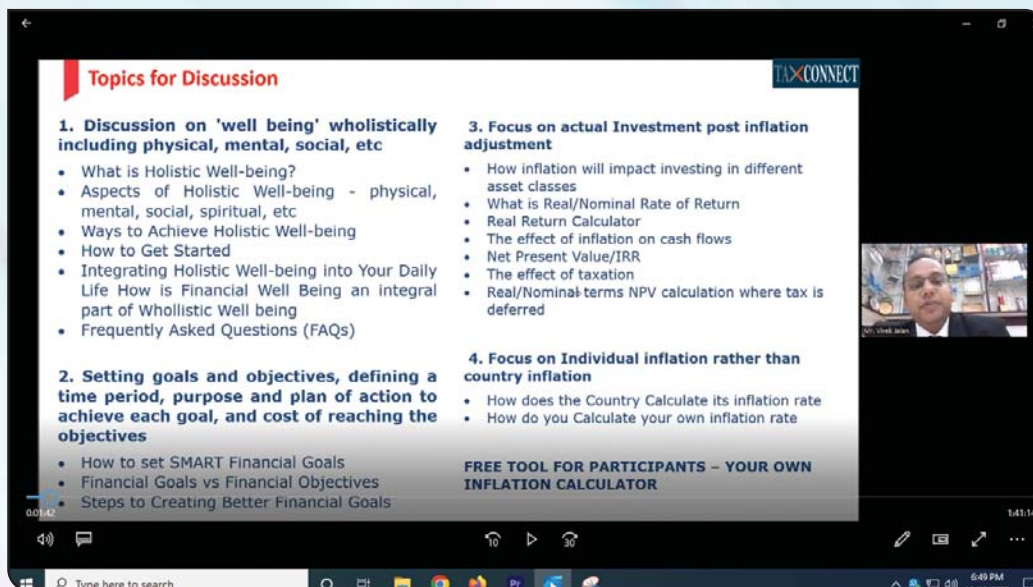 Topics for Discussion
TAXCONNECT
1. Discussion on 'well being' wholistically
including physical, mental, social, etc
• What is Holistic Well-being?
• Aspects of Holistic Well-being - physical,
mental, social, spiritual, etc
• Ways to Achieve Holistic Well-being
• How to Get Started
• Integrating Holistic Well-being into Your Daily
Life How is Financial Well Being an integral
part of Whollistic Well being
• Frequently Asked Questions (FAQs)
2. Setting goals and objectives, defining a
time period, purpose and plan of action to
achieve each goal, and cost of reaching the
objectives
• How to set SMART Financial Goals
• Financial Goals vs Financial Objectives
• Steps to Creating Better Financial Goals
3. Focus on actual Investment post inflation
adjustment
• How inflation will impact investing in different
asset classes
• What is Real/Nominal Rate of Return
• Real Return Calculator
• The effect of inflation on cash flows
• Net Present Value/IRR
• The effect of taxation
• Real/Nominal terms NPV calculation where tax is
deferred
4. Focus on Individual inflation rather than
country inflation
• How does the Country Calculate its inflation rate
• How do you Calculate your own inflation rate
FREE TOOL FOR PARTICIPANTS – YOUR OWN
INFLATION CALCULATOR
Mr. Vivek Jalan
0:01:42
1:41:14
10
30
Type here to search
Pr
6:49 PM